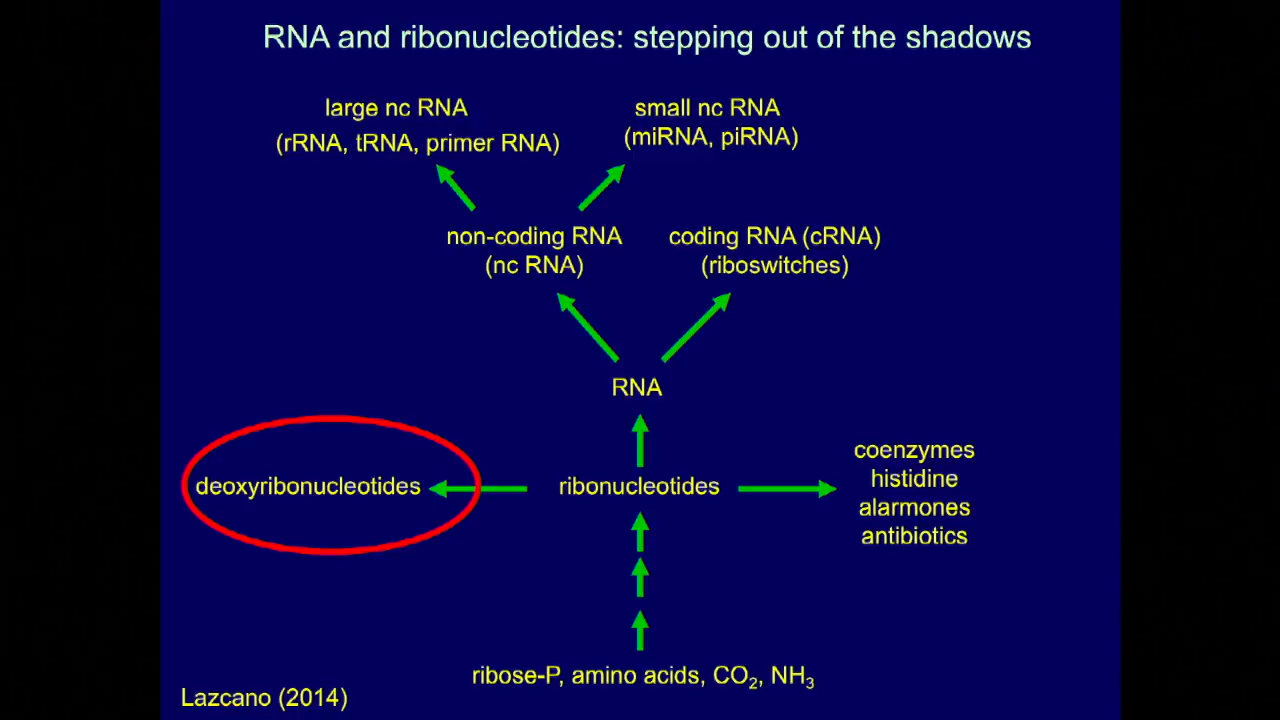 RNA and ribonucleotides: stepping out of the shadows
large nc RNA
(rRNA, tRNA, primer RNA)
small nc RNA
(miRNA, piRNA)
non-coding RNA
(nc RNA)
coding RNA (cRNA)
(riboswitches)
RNA
deoxyribonucleotides
ribonucleotides
coenzymes
histidine
alarmones
antibiotics
ribose-P, amino acids, CO₂, NH₃
Lazcano (2014)